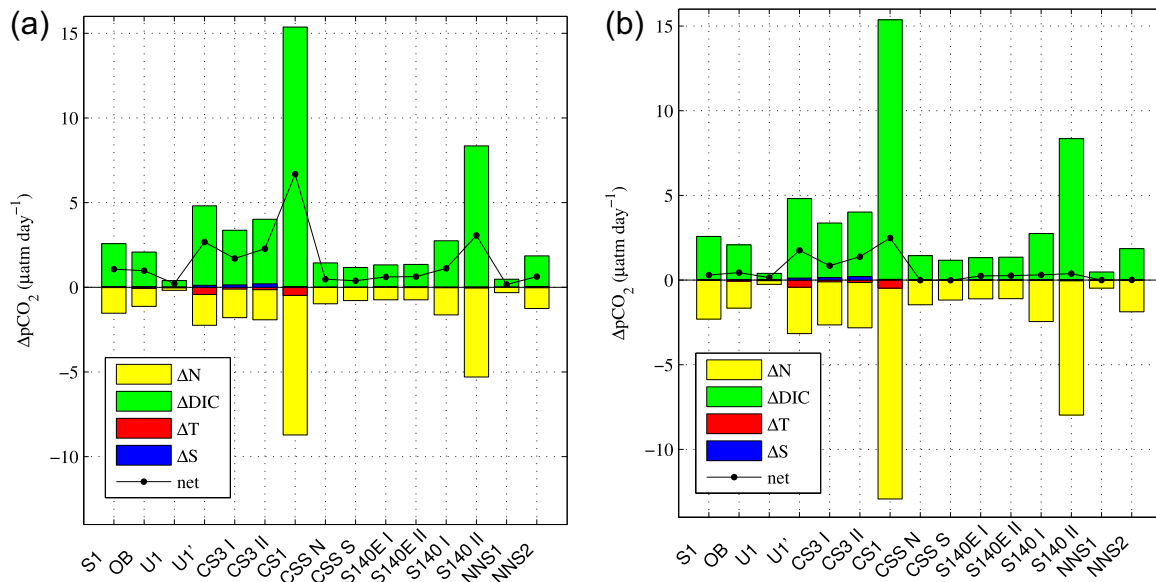 (a)
15
10
5
0
−5
−10
ΔpCO₂ (μatm day⁻¹)
ΔN
ΔDIC
ΔT
ΔS
net
S1
OB
U1
U1'
CS3 I
CS3 II
CS1
CSS N
CSS S
S140E I
S140E II
S140 I
S140 II
NNS1
NNS2
(b)
15
10
5
0
−5
−10
ΔpCO₂ (μatm day⁻¹)
ΔN
ΔDIC
ΔT
ΔS
net
S1
OB
U1
U1'
CS3 I
CS3 II
CS1
CSS N
CSS S
S140E I
S140E II
S140 I
S140 II
NNS1
NNS2